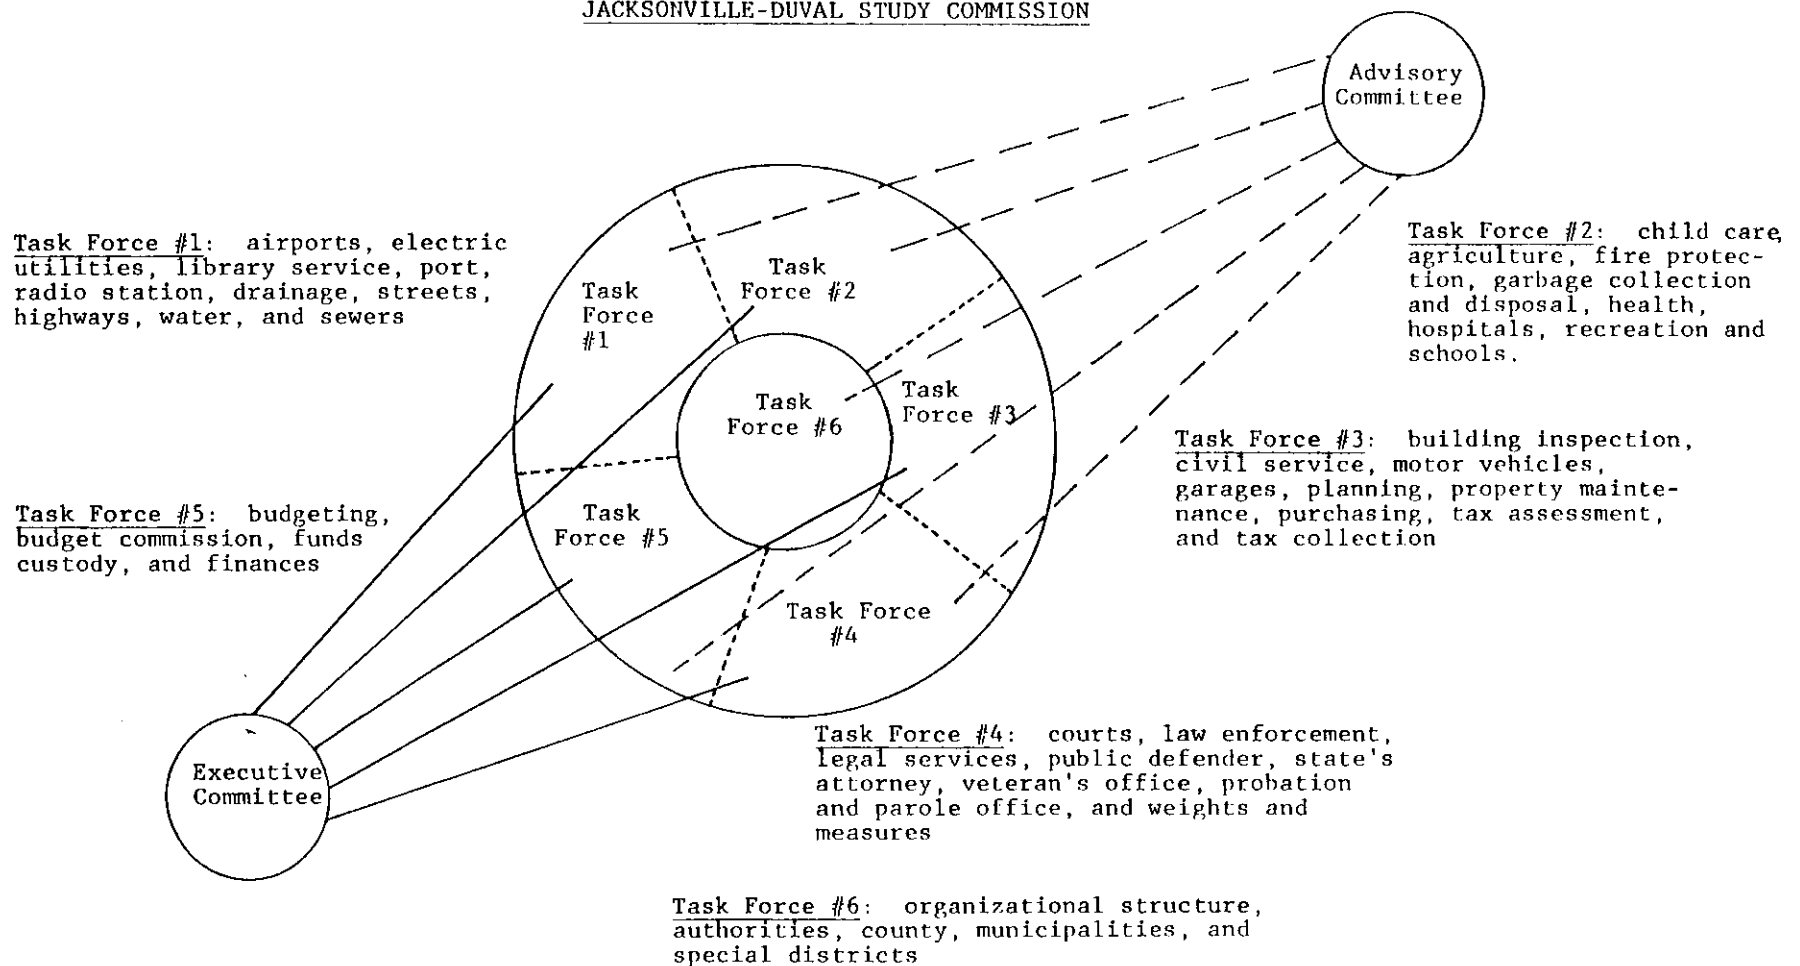 JACKSONVILLE-DUVAL STUDY COMMISSION
Advisory
Committee
Task Force #1: airports, electric
utilities, library service, port,
radio station, drainage, streets,
highways, water, and sewers
Task Force #2: child care,
agriculture, fire protec-
tion, garbage collection
and disposal, health,
hospitals, recreation and
schools.
Task
Force
#1
Task
Force #2
Task
Force #6
Task
Force #3
Task Force #3: building inspection,
civil service, motor vehicles,
garages, planning, property mainte-
nance, purchasing, tax assessment,
and tax collection
Task Force #5: budgeting,
budget commission, funds
custody, and finances
Task
Force #5
Task Force
#4
Executive
Committee
Task Force #4: courts, law enforcement,
legal services, public defender, state's
attorney, veteran's office, probation
and parole office, and weights and
measures
Task Force #6: organizational structure,
authorities, county, municipalities, and
special districts